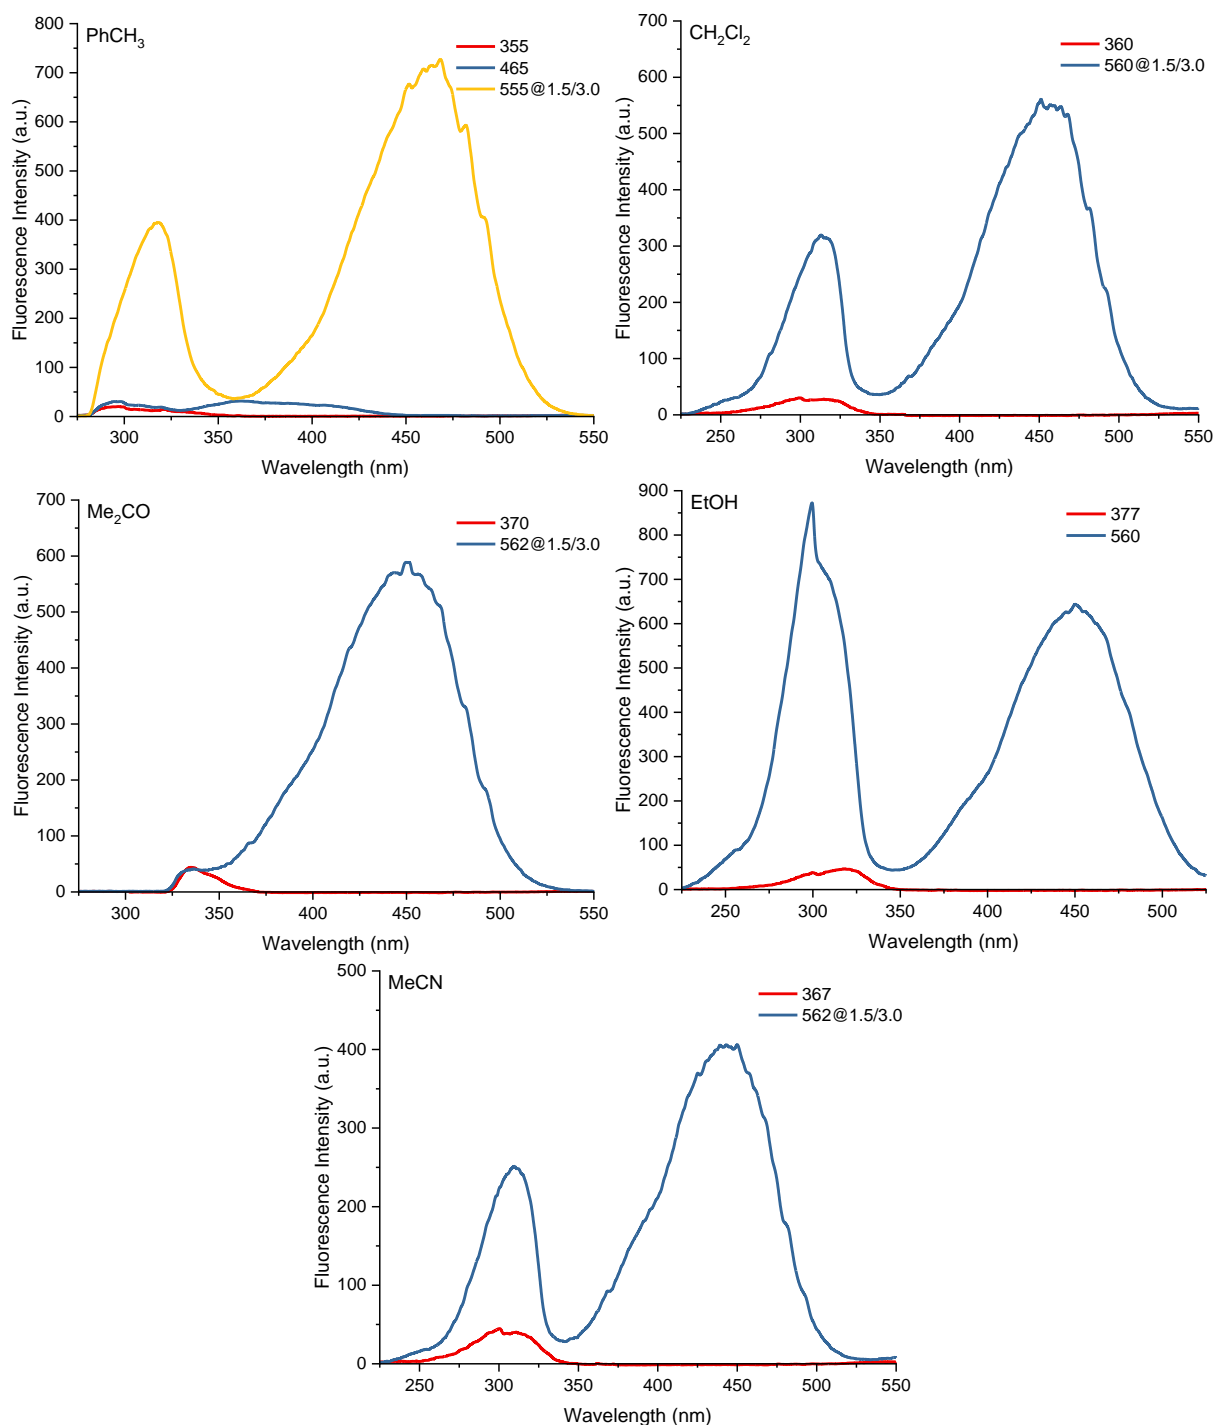 PhCH₃
355
465
555@1.5/3.0
Fluorescence Intensity (a.u.)
800
700
600
500
400
300
200
100
0
300 350 400 450 500 550
Wavelength (nm)
CH₂Cl₂
360
560@1.5/3.0
Fluorescence Intensity (a.u.)
700
600
500
400
300
200
100
0
250 300 350 400 450 500 550
Wavelength (nm)
Me₂CO
370
562@1.5/3.0
Fluorescence Intensity (a.u.)
700
600
500
400
300
200
100
0
300 350 400 450 500 550
Wavelength (nm)
EtOH
377
560
Fluorescence Intensity (a.u.)
900
800
700
600
500
400
300
200
100
0
250 300 350 400 450 500
Wavelength (nm)
MeCN
367
562@1.5/3.0
Fluorescence Intensity (a.u.)
500
400
300
200
100
0
250 300 350 400 450 500 550
Wavelength (nm)